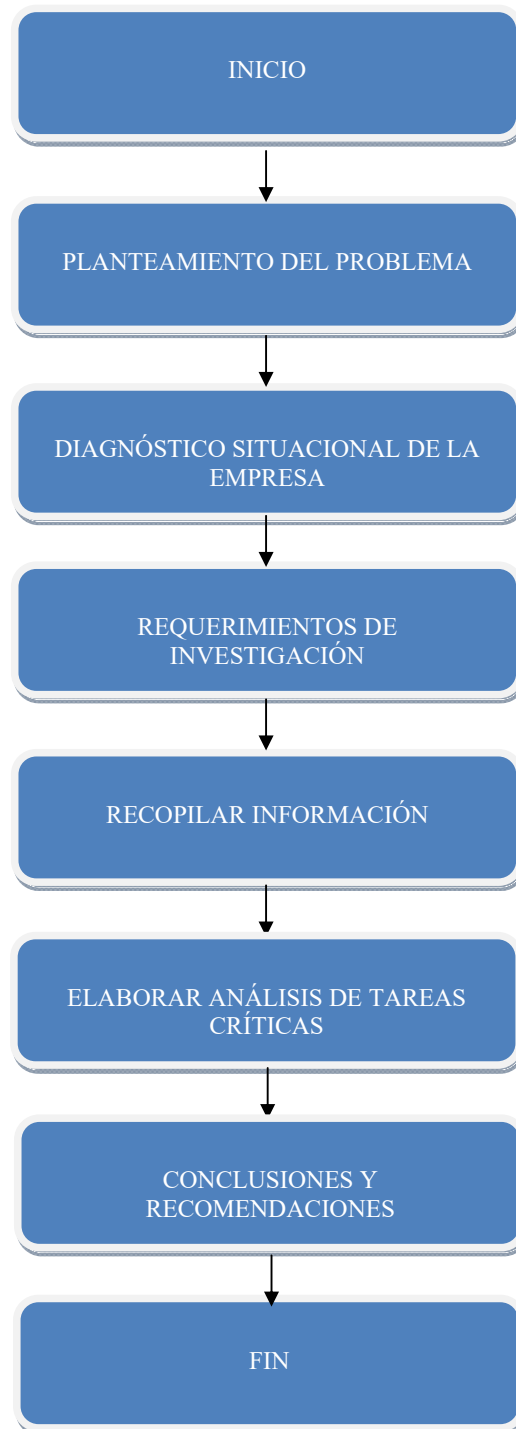 INICIO
PLANTEAMIENTO DEL PROBLEMA
DIAGNÓSTICO SITUACIONAL DE LA
EMPRESA
REQUERIMIENTOS DE
INVESTIGACIÓN
RECOPILAR INFORMACIÓN
ELABORAR ANÁLISIS DE TAREAS
CRÍTICAS
CONCLUSIONES Y
RECOMENDACIONES
FIN